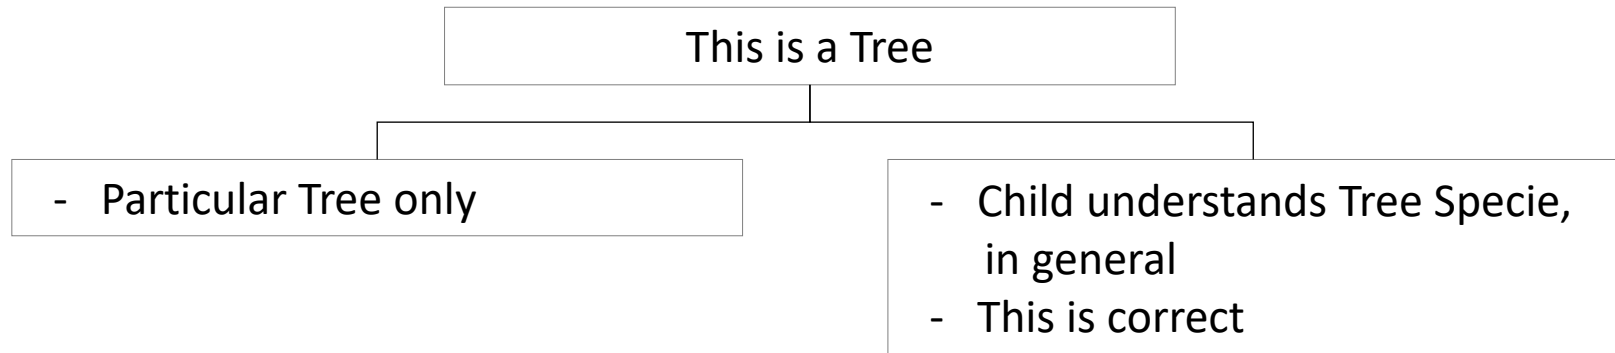 This is a Tree
- Particular Tree only
- Child understands Tree Specie,
in general
- This is correct